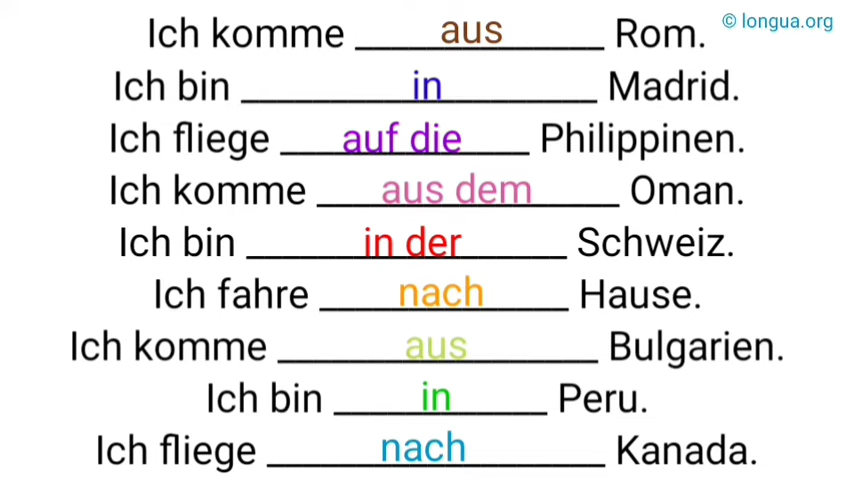 © longua.org
Ich komme aus Rom.
Ich bin in Madrid.
Ich fliege auf die Philippinen.
Ich komme aus dem Oman.
Ich bin in der Schweiz.
Ich fahre nach Hause.
Ich komme aus Bulgarien.
Ich bin in Peru.
Ich fliege nach Kanada.